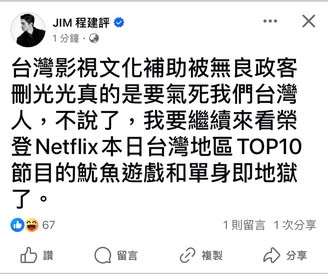 JIM 程建評
1 分鐘 ·
台灣影視文化補助被無良政客
刪光光真的是要氣死我們台灣
人，不說了，我要繼續來看榮
登Netflix本日台灣地區TOP10
節目的魷魚遊戲和單身即地獄
了。
67 1 則留言 1 次分享
讚 留言 複製 分享